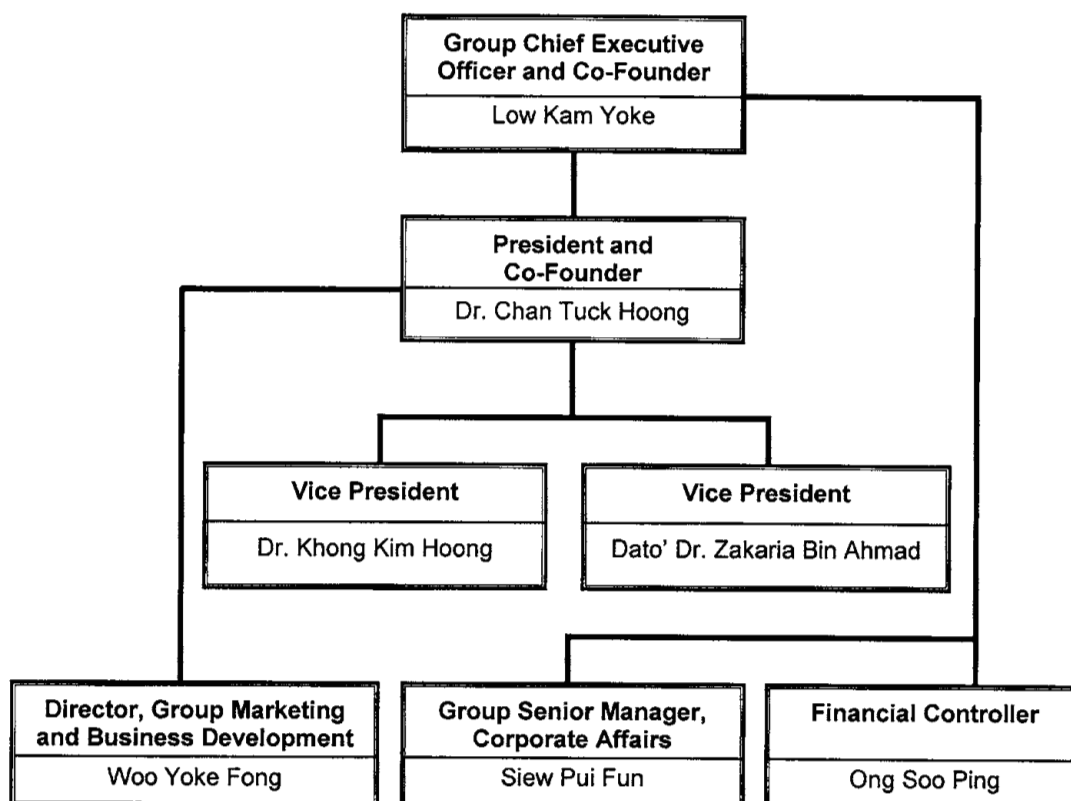 Group Chief Executive
Officer and Co-Founder
Low Kam Yoke
President and
Co-Founder
Dr. Chan Tuck Hoong
Vice President
Dr. Khong Kim Hoong
Vice President
Dato' Dr. Zakaria Bin Ahmad
Director, Group Marketing
and Business Development
Woo Yoke Fong
Group Senior Manager,
Corporate Affairs
Siew Pui Fun
Financial Controller
Ong Soo Ping